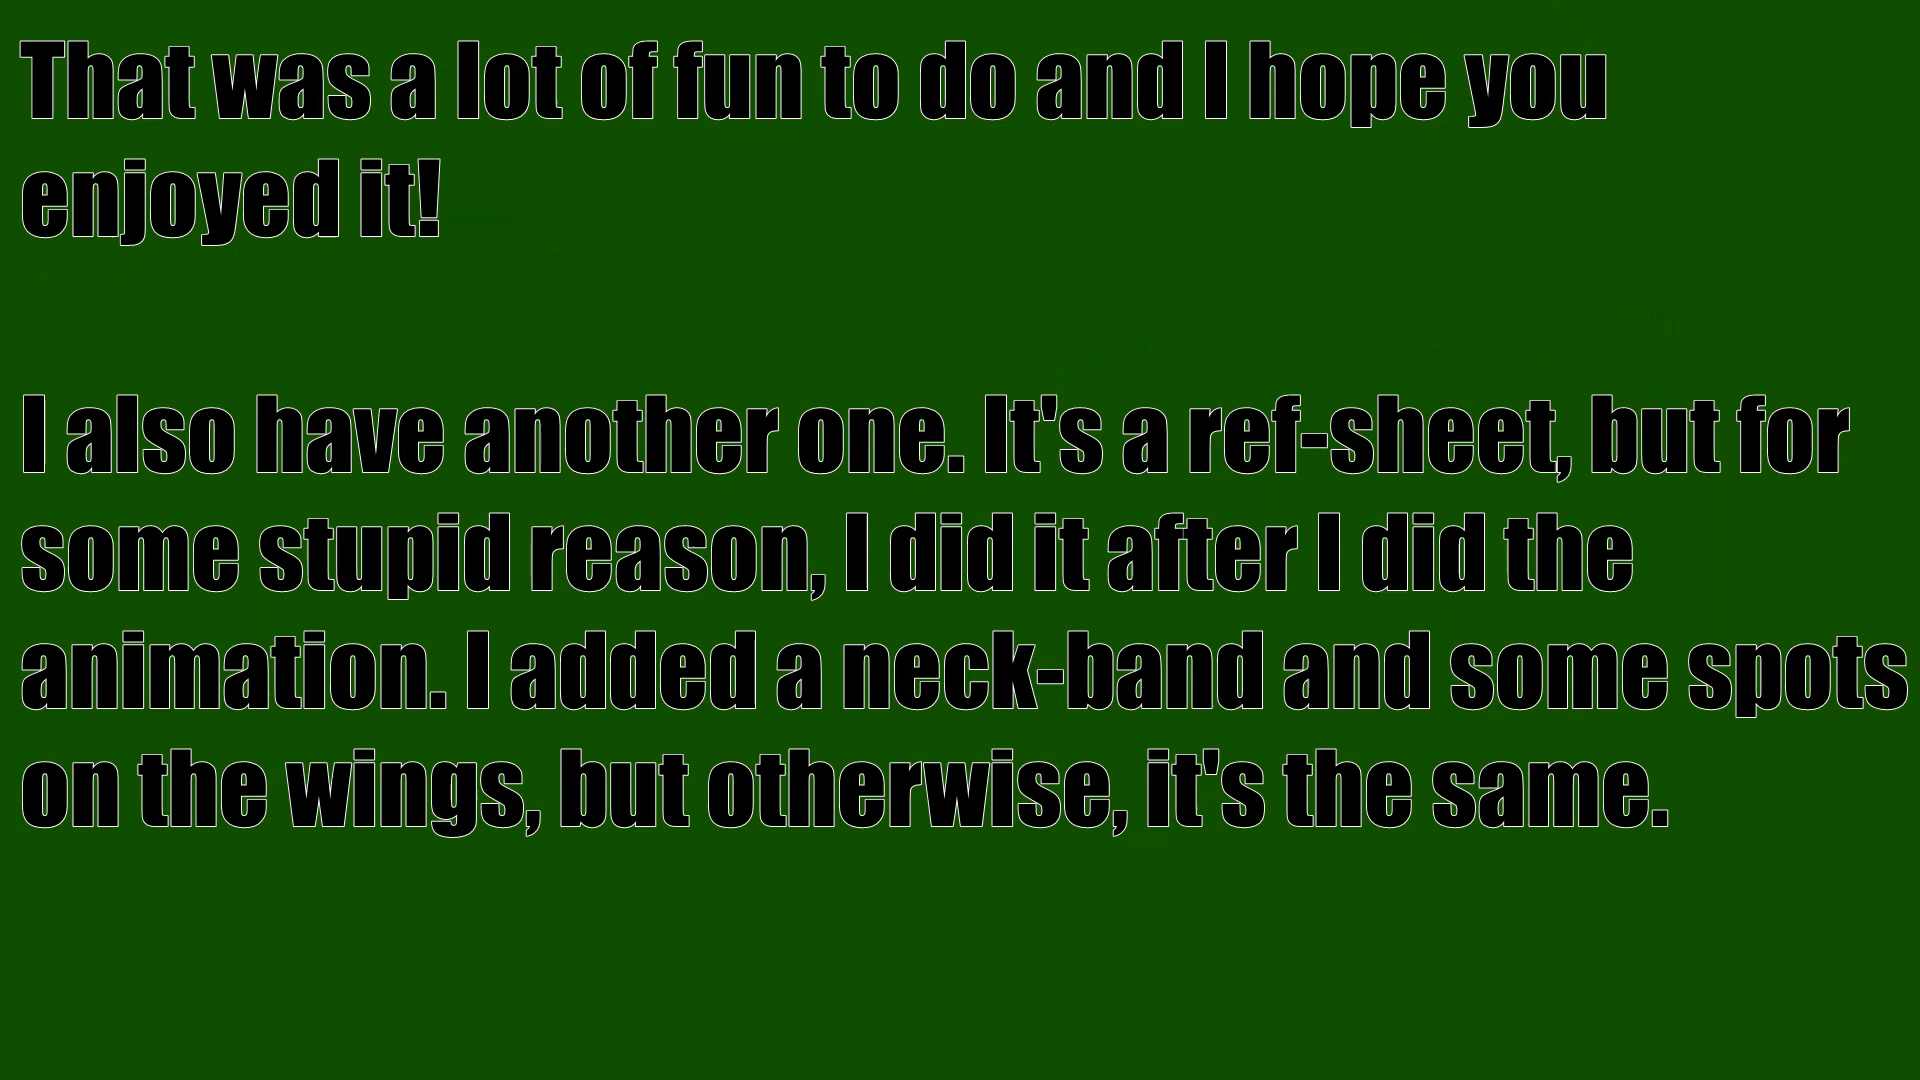 That was a lot of fun to do and I hope you
enjoyed it!
I also have another one. It's a ref-sheet, but for
some stupid reason, I did it after I did the
animation. I added a neck-band and some spots
on the wings, but otherwise, it's the same.